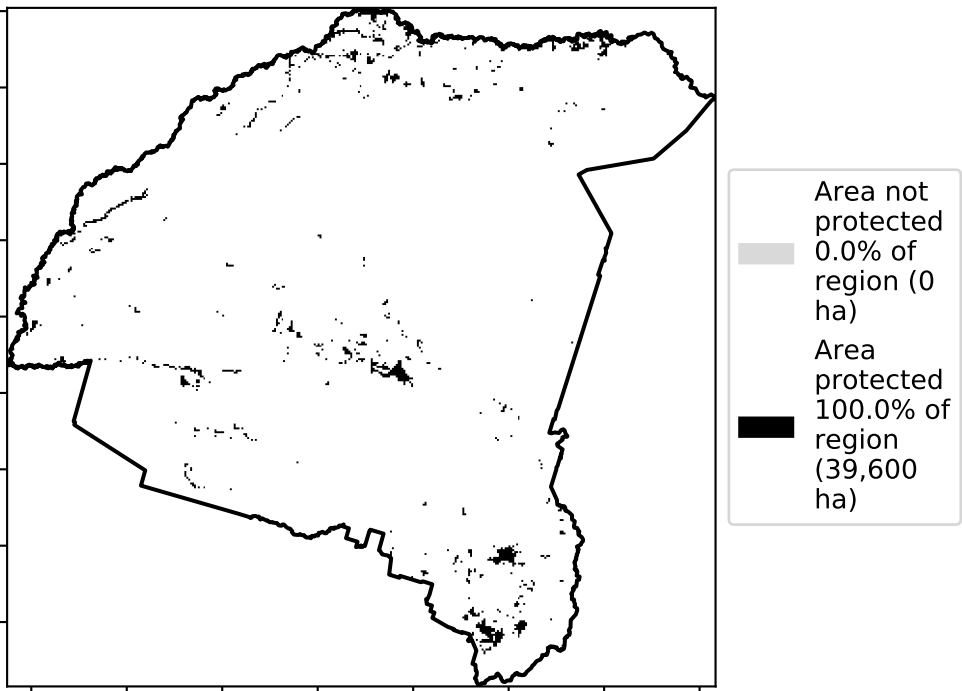 Area not
protected
0.0% of
region (0
ha)
Area
protected
100.0% of
region
(39,600
ha)